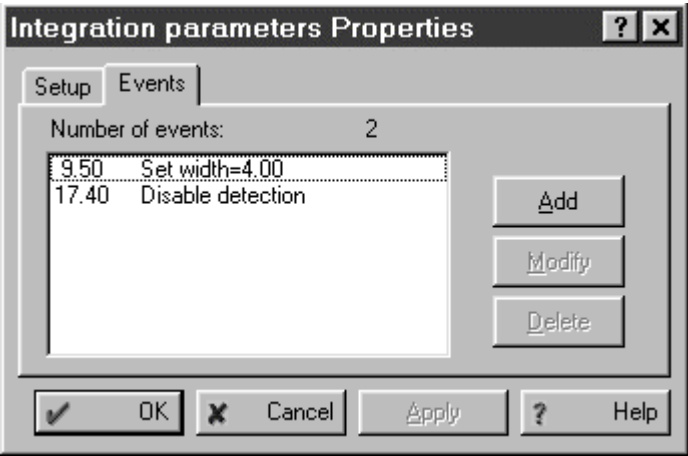 Integration parameters Properties ? ×
Setup Events
Number of events: 2
9.50 Set width=4.00
17.40 Disable detection
Add
Modify
Delete
OK Cancel Apply ? Help